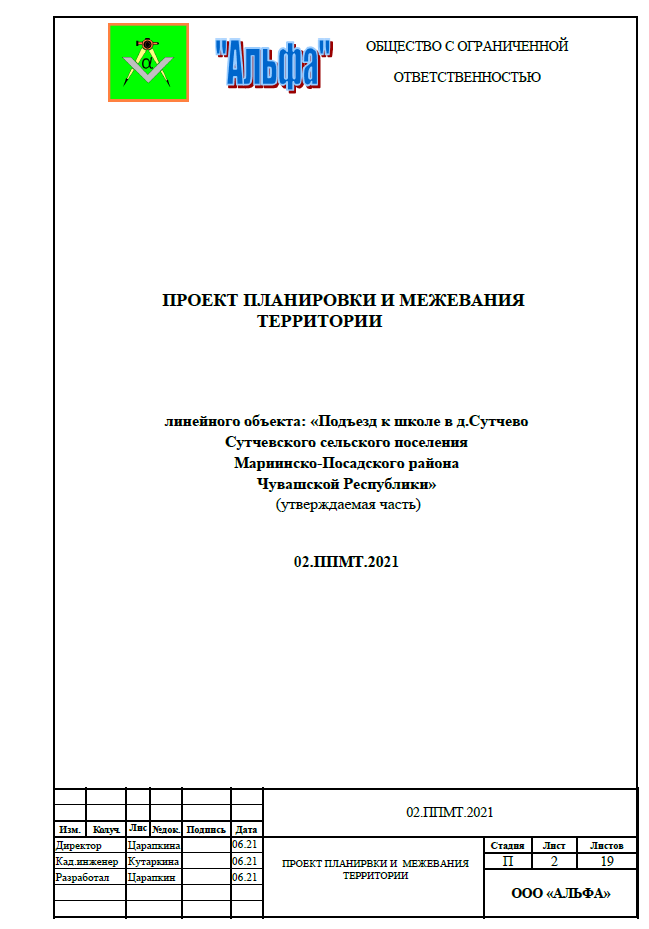 α
"Альфа"
ОБЩЕСТВО С ОГРАНИЧЕННОЙ
ОТВЕТСТВЕННОСТЬЮ
ПРОЕКТ ПЛАНИРОВКИ И МЕЖЕВАНИЯ
ТЕРРИТОРИИ
линейного объекта: «Подъезд к школе в д.Сутчево
Сутчевского сельского поселения
Мариинско-Посадского района
Чувашской Республики»
(утверждаемая часть)
02.ППМТ.2021
02.ППМТ.2021
Изм. Колуч. Лис №док. Подпись Дата
Директор Царапкина 06.21
Кад.инженер Кутаркина 06.21
Разработал Царапкин 06.21
ПРОЕКТ ПЛАНИРВКИ И МЕЖЕВАНИЯ
ТЕРРИТОРИИ
Стадия Лист Листов
П 2 19
ООО «АЛЬФА»